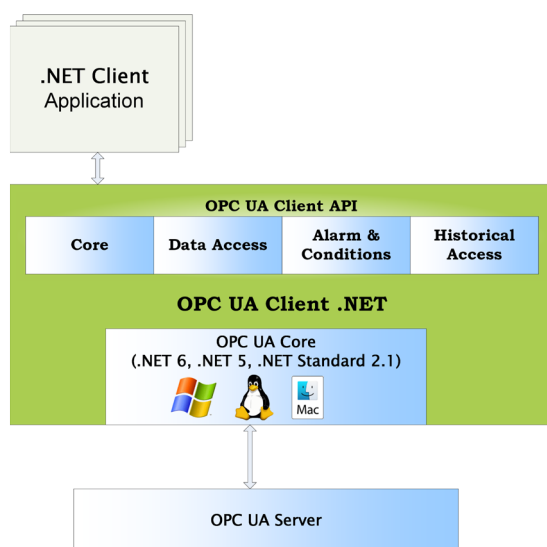 .NET Client
Application
OPC UA Client API
Core
Data Access
Alarm &
Conditions
Historical
Access
OPC UA Client .NET
OPC UA Core
(.NET 6, .NET 5, .NET Standard 2.1)
Mac
OPC UA Server